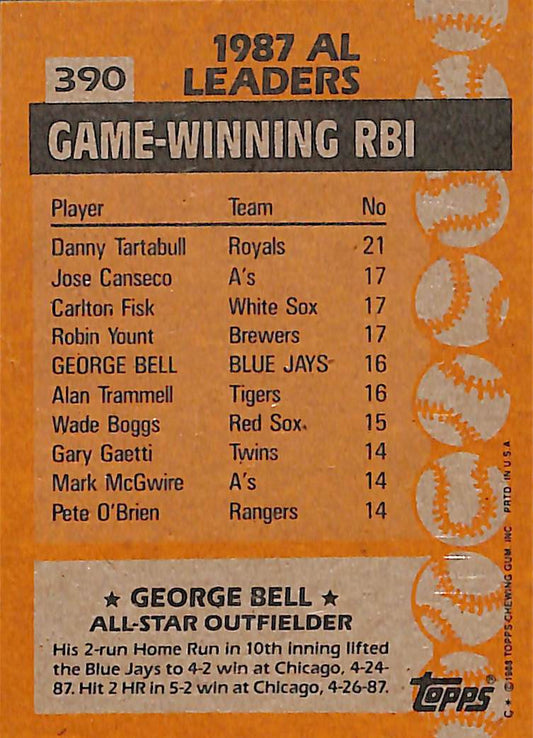 390
1987 AL
LEADERS
GAME-WINNING RBI
Player Team No
Danny Tartabull Royals 21
Jose Canseco A's 17
Carlton Fisk White Sox 17
Robin Yount Brewers 17
GEORGE BELL BLUE JAYS 16
Alan Trammell Tigers 16
Wade Boggs Red Sox 15
Gary Gaetti Twins 14
Mark McGwire A's 14
Pete O'Brien Rangers 14
★ GEORGE BELL ★
ALL-STAR OUTFIELDER
His 2-run Home Run in 10th inning lifted
the Blue Jays to 4-2 win at Chicago, 4-24-
87. Hit 2 HR in 5-2 win at Chicago, 4-26-87.
topps®
C ★ ©1988 TOPPS CHEWING GUM, INC. PRTD. IN U.S.A.